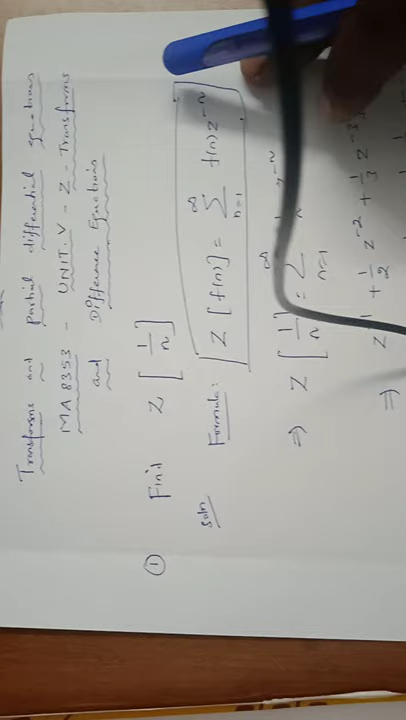 Transforms and Partial differential equations
MA8353 - UNIT. V - Z - Transforms
and Difference Equations
① Find Z [1/n]
Soln
Formula: Z [f(n)] = ∑ n=1 ∞ f(n) z^-n
⇒ Z [1/n] = ∑ n=1 ∞ z^-n
⇒ + 1/2 z^-2 + 1/3 z^-3